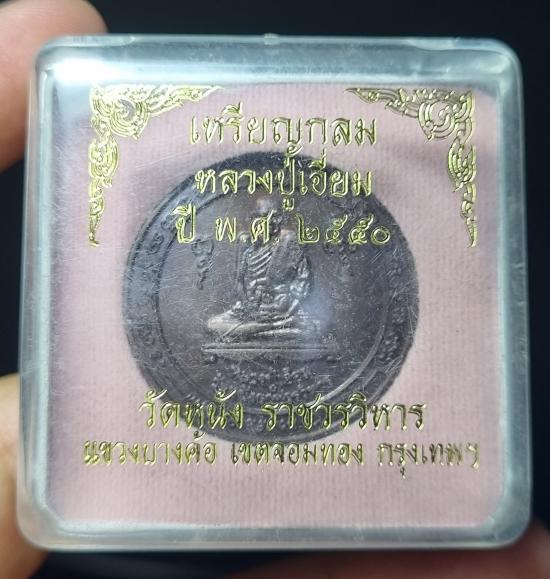 เหรียญกลม
หลวงปู่เอี่ยม
ปี พ.ศ. ๒๕๕๐
วัดหนัง ราชวรวิหาร
แขวงบางค้อ เขตจอมทอง กรุงเทพฯ